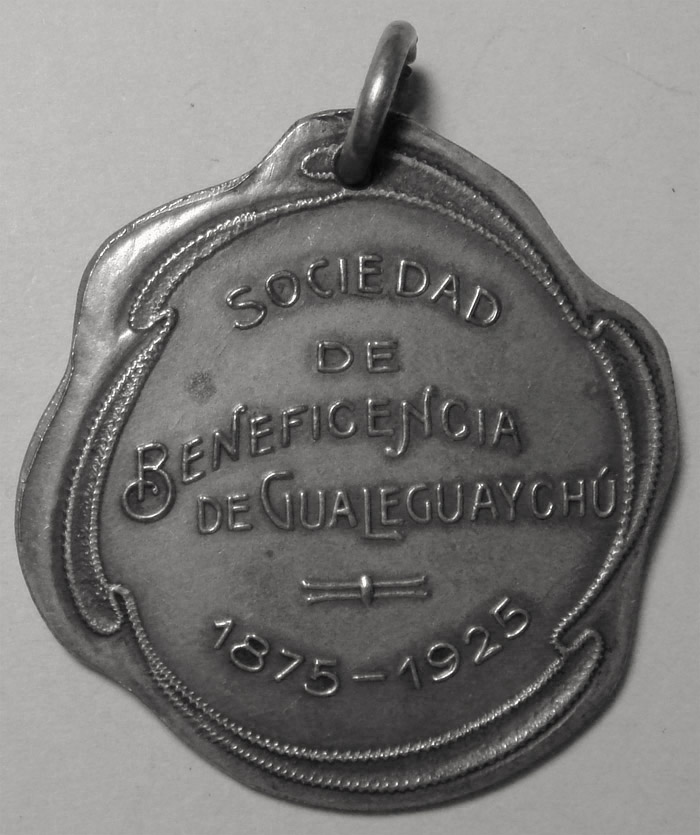 SOCIEDAD
DE
BENEFICENCIA
DE GUALEGUAYCHÚ
1875-1925